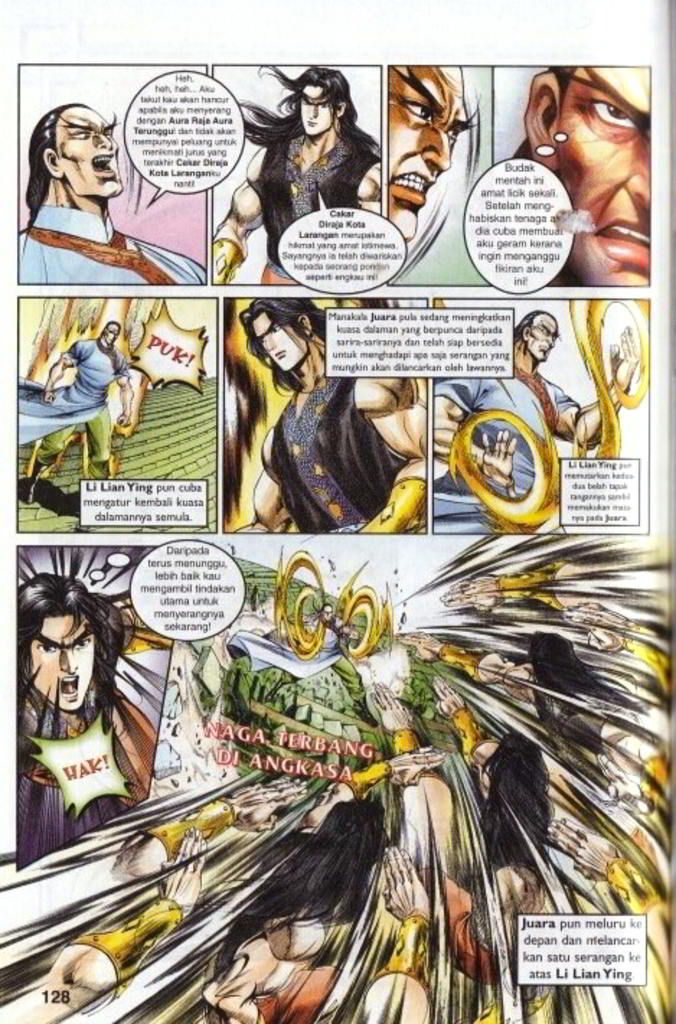 Heh,
heh, heh... Aku
takut kau akan hancur
apabila aku menyerang
dengan Aura Raja Aura
Terunggul dan tidak akan
mempunyai peluang untuk
menikmati jurus yang
terakhir Cakar Diraja
Kota Laranganku
nanti!
Cakar
Diraja Kota
Larangan merupakan
hikmat yang amat istimewa.
Sayangnya ia telah diwariskan
kepada seorang pondan
seperti engkau ini!
Budak
mentah ini
amat licik sekali.
Setelah meng-
habiskan tenaga a
dia cuba membuat
aku geram kerana
ingin menganggu
fikiran aku
ini!
PUK!
Li Lian Ying pun cuba
mengatur kembali kuasa
dalamannya semula.
Manakala Juara pula sedang meningkatkan
kuasa dalaman yang berpunca daripada
sarira-sariranya dan telah siap bersedia
untuk menghadapi apa saja serangan yang
mungkin akan dilancarkan oleh lawannya.
Li Lian Ying pun
memutarkan kedua-
dua belah tapak
tangannya sambil
memakukan mata-
nya pada Juara.
Daripada
terus menunggu,
lebih baik kau
mengambil tindakan
utama untuk
menyerangnya
sekarang!
HAK!
NAGA TERBANG
DI ANGKASA
Juara pun meluru ke
depan dan melancar-
kan satu serangan ke
atas Li Lian Ying.
128